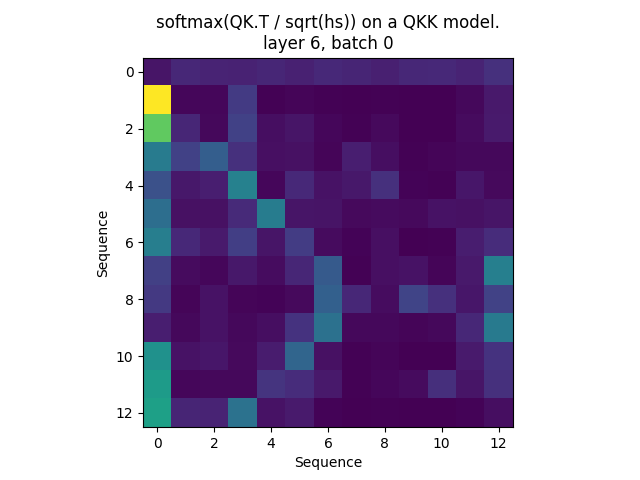 softmax(QK.T / sqrt(hs)) on a QKK model.
layer 6, batch 0
0
2
4
6
8
10
12
Sequence
0 2 4 6 8 10 12
Sequence